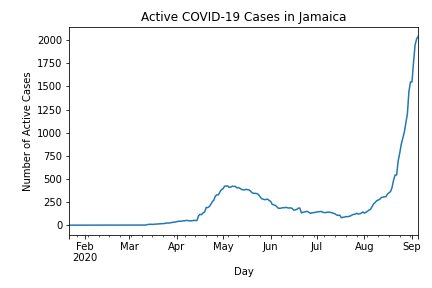 Active COVID-19 Cases in Jamaica
2000
1750
1500
1250
1000
750
500
250
0
Number of Active Cases
Feb Mar Apr May Jun Jul Aug Sep
2020
Day